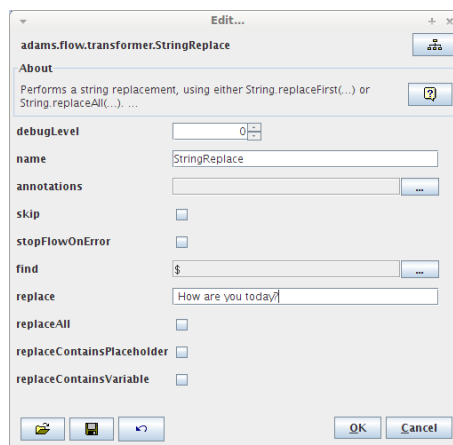 Edit...
adams.flow.transformer.StringReplace
About
Performs a string replacement, using either String.replaceFirst(...) or
String.replaceAll(...). ...
debugLevel 0
name StringReplace
annotations ...
skip
stopFlowOnError
find $ ...
replace How are you today?
replaceAll
replaceContainsPlaceholder
replaceContainsVariable
OK Cancel